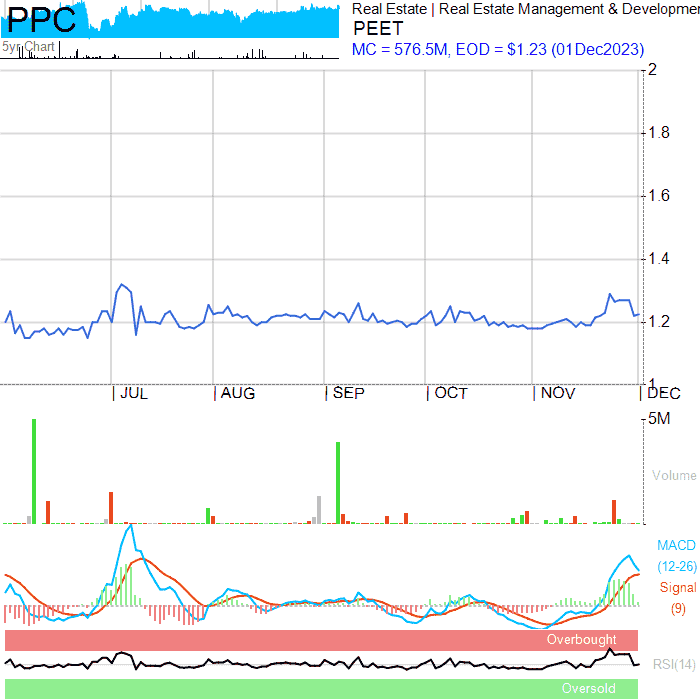 PPC
5yr Chart
Real Estate | Real Estate Management & Developmen
PEET
MC = 576.5M, EOD = $1.23 (01Dec2023)
2
1.8
1.6
1.4
1.2
1
JUL AUG SEP OCT NOV DEC
5M
Volume
MACD
(12-26)
Signal
(9)
Overbought
RSI(14)
Oversold